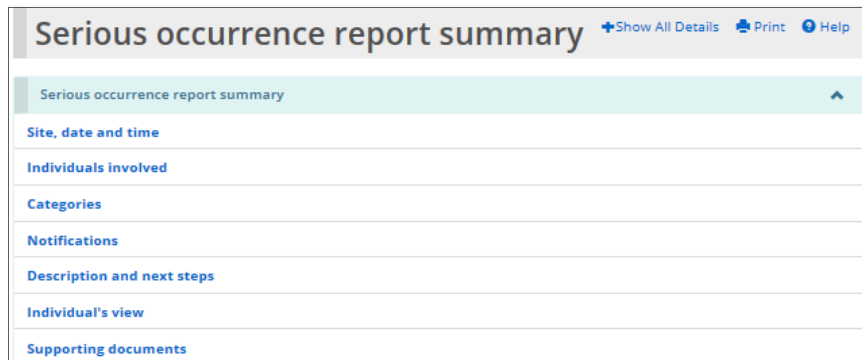 Serious occurrence report summary +Show All Details Print Help
Serious occurrence report summary
Site, date and time
Individuals involved
Categories
Notifications
Description and next steps
Individual's view
Supporting documents